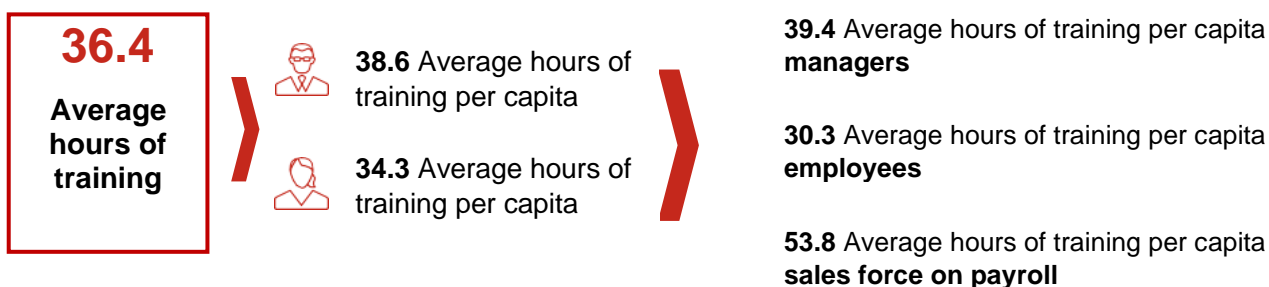 36.4
Average
hours of
training
38.6 Average hours of
training per capita
34.3 Average hours of
training per capita
39.4 Average hours of training per capita
managers
30.3 Average hours of training per capita
employees
53.8 Average hours of training per capita
sales force on payroll